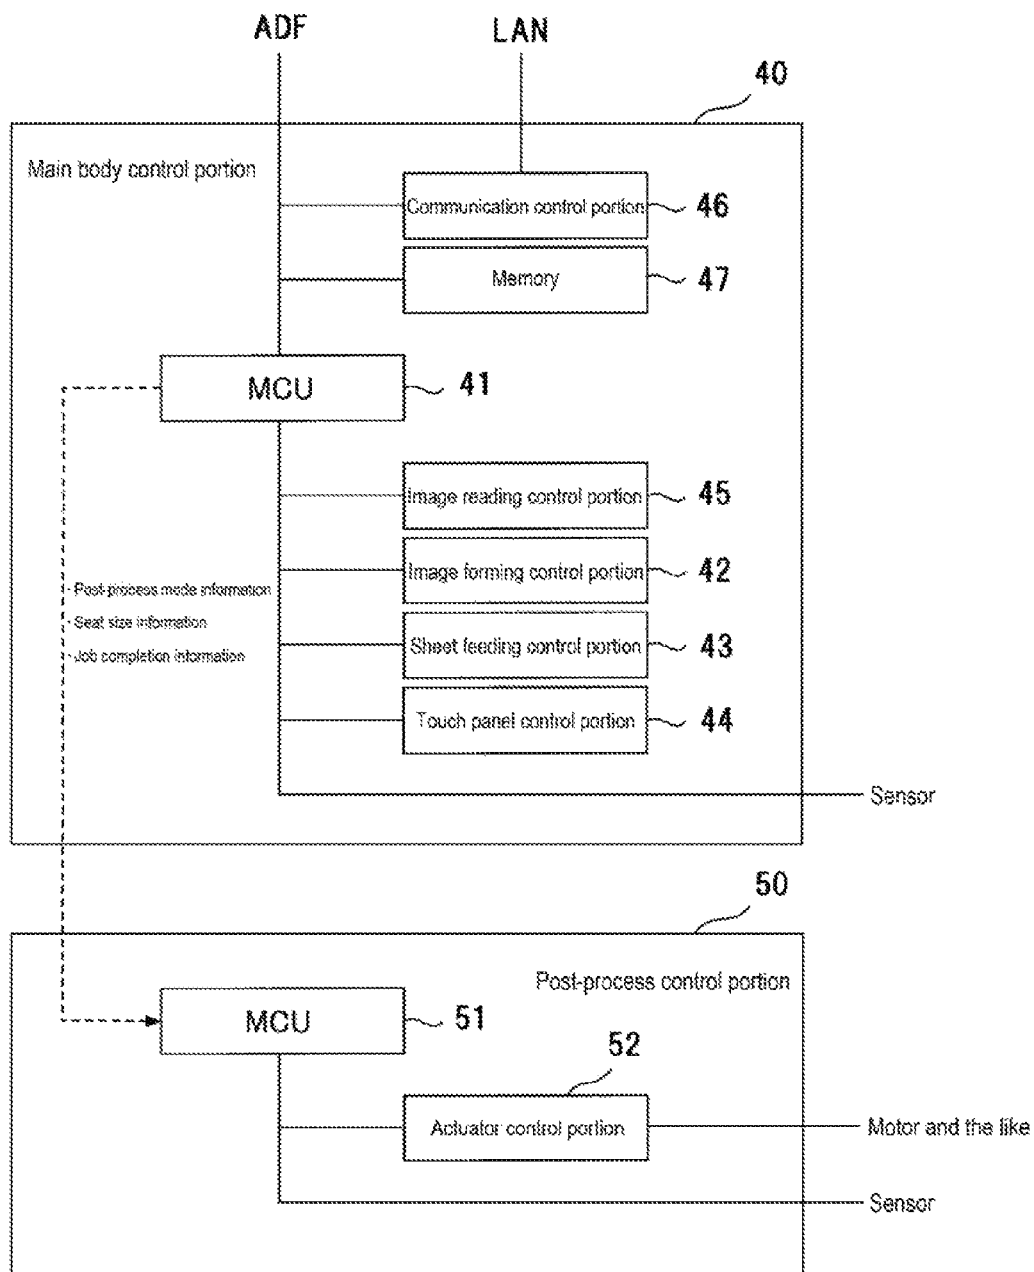 ADF
LAN
40
Main body control portion
Communication control portion
46
Memory
47
MCU
41
Image reading control portion
45
Image forming control portion
42
· Post-process mode information
· Seat size information
Sheet feeding control portion
43
· Job completion information
Touch panel control portion
44
Sensor
50
Post-process control portion
MCU
51
52
Actuator control portion
Motor and the like
Sensor